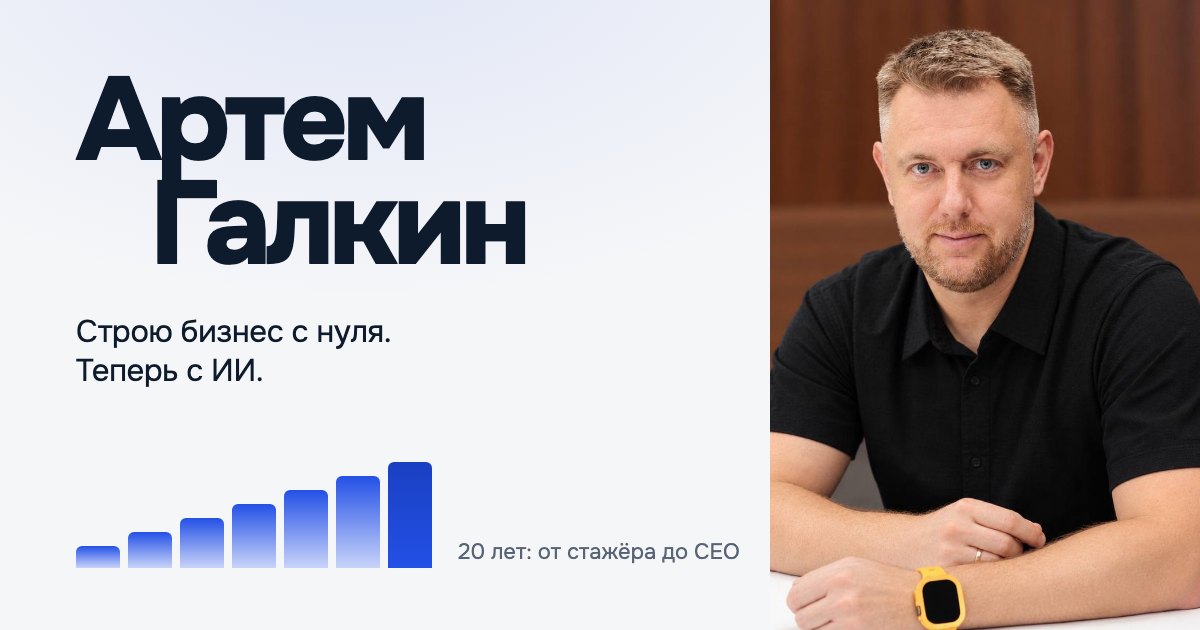 Артем
Галкин
Строю бизнес с нуля.
Теперь с ИИ.
20 лет: от стажёра до CEO